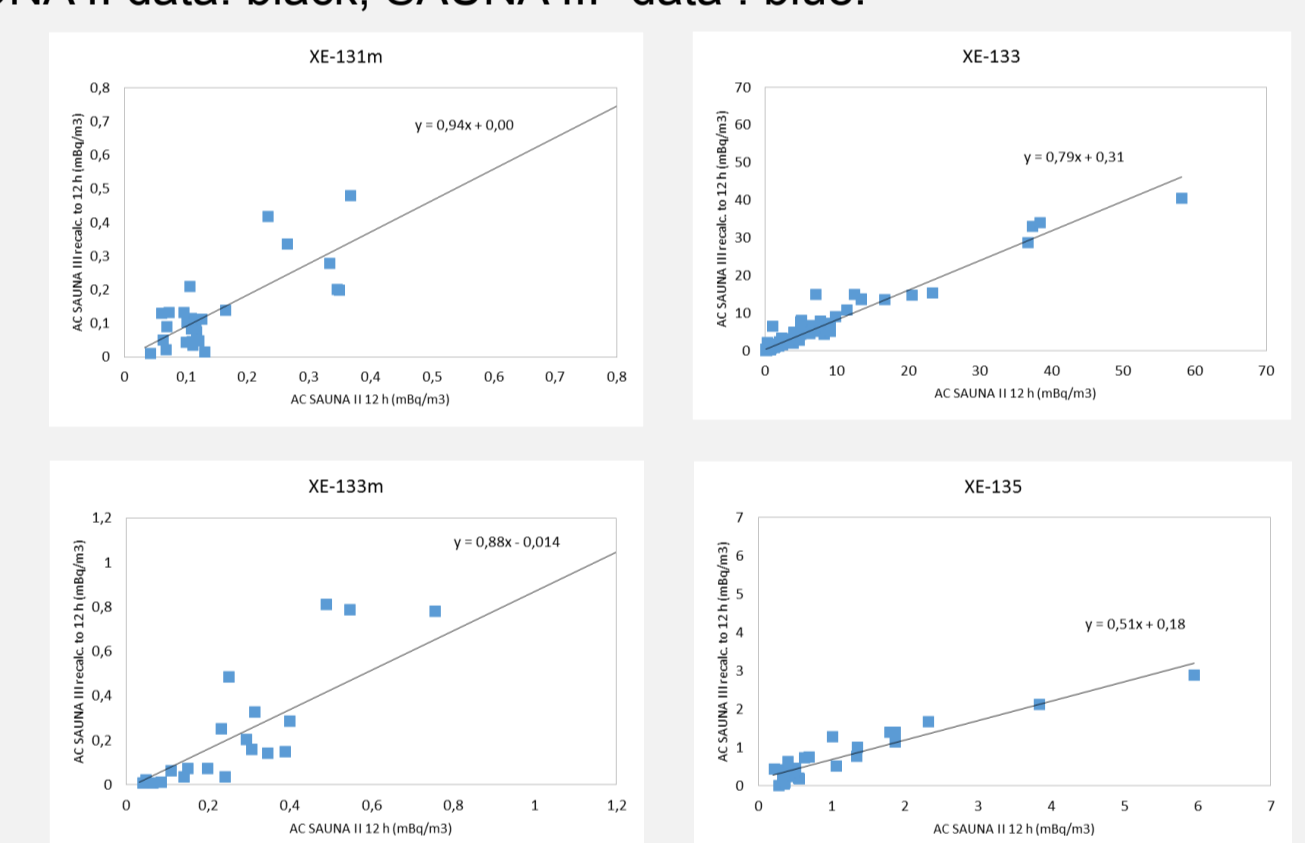 SAUNA III data : blue.
XE-131m
0,8
0,7
0,6
0,5
0,4
0,3
0,2
0,1
0
y = 0,94x + 0,00
AC SAUNA III recalc. to 12 h (mBq/m3)
0 0,1 0,2 0,3 0,4 0,5 0,6 0,7 0,8
AC SAUNA II 12 h (mBq/m3)
XE-133
70
60
50
40
30
20
10
0
y = 0,79x + 0,31
AC SAUNA III recalc. to 12 h (mBq/m3)
0 10 20 30 40 50 60 70
AC SAUNA II 12 h (mBq/m3)
XE-133m
1,2
1
0,8
0,6
0,4
0,2
0
y = 0,88x - 0,014
AC SAUNA III recalc. to 12 h (mBq/m3)
0 0,2 0,4 0,6 0,8 1 1,2
AC SAUNA II 12 h (mBq/m3)
XE-135
7
6
5
4
3
2
1
0
y = 0,51x + 0,18
AC SAUNA III recalc. to 12 h (mBq/m3)
0 1 2 3 4 5 6 7
AC SAUNA II 12 h (mBq/m3)